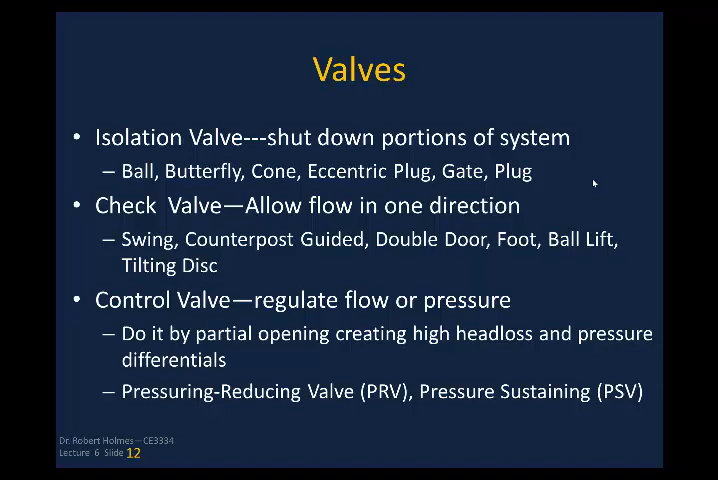 Valves
• Isolation Valve---shut down portions of system
– Ball, Butterfly, Cone, Eccentric Plug, Gate, Plug
• Check Valve—Allow flow in one direction
– Swing, Counterpost Guided, Double Door, Foot, Ball Lift,
Tilting Disc
• Control Valve—regulate flow or pressure
– Do it by partial opening creating high headloss and pressure
differentials
– Pressuring-Reducing Valve (PRV), Pressure Sustaining (PSV)
Dr. Robert Holmes—CE3334
Lecture 6 Slide 12